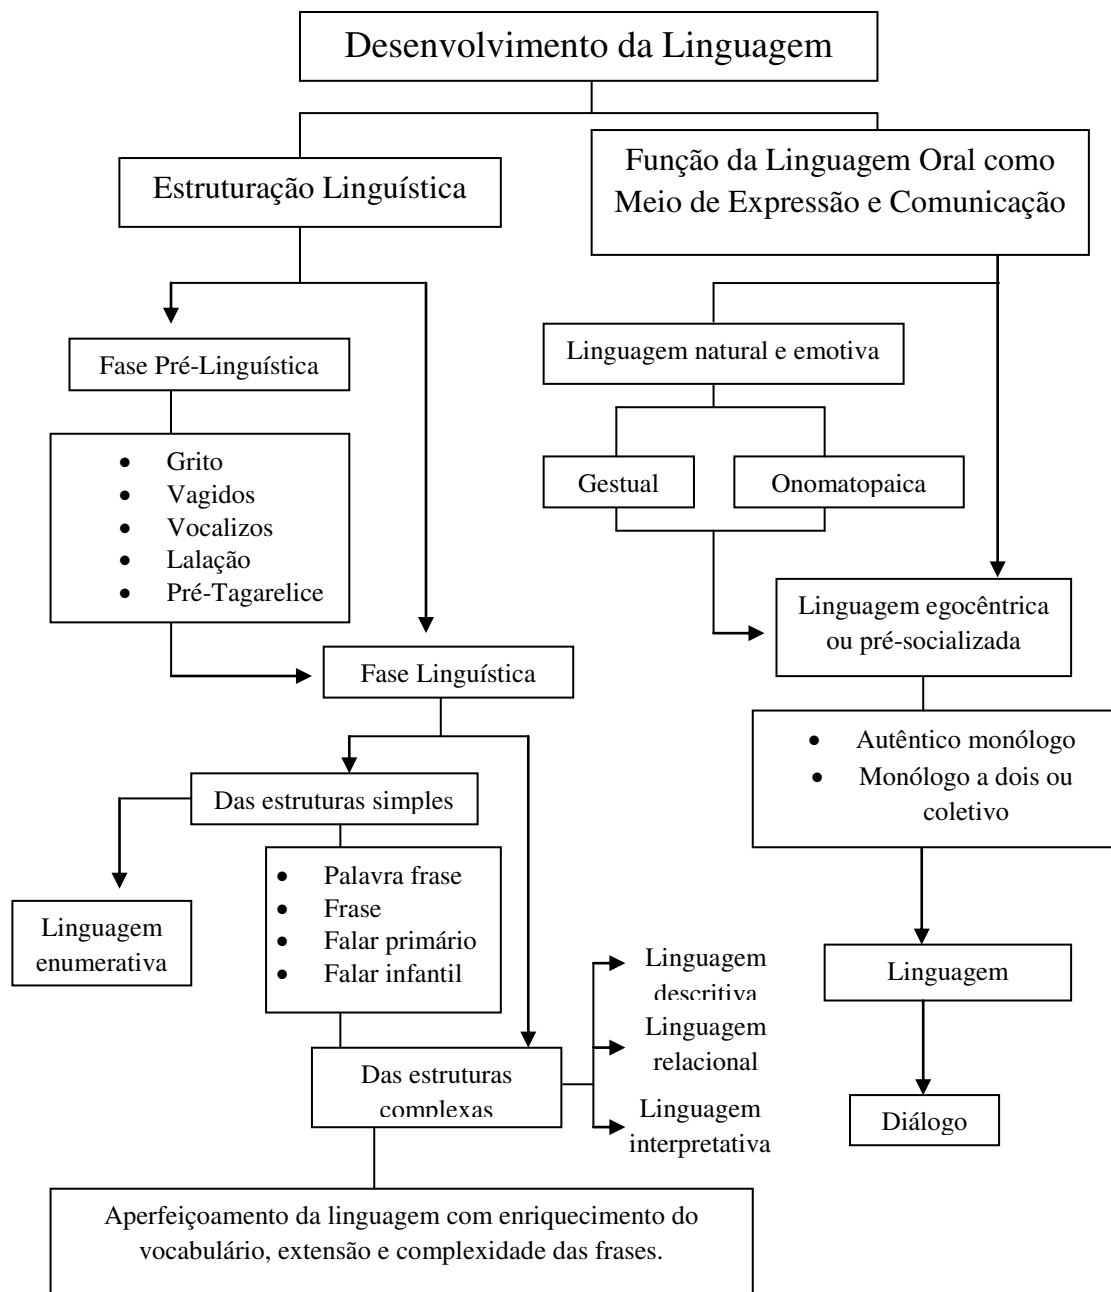 Desenvolvimento da Linguagem
Estruturação Linguística
Função da Linguagem Oral como
Meio de Expressão e Comunicação
Fase Pré-Linguística
• Grito
• Vagidos
• Vocalizos
• Lalação
• Pré-Tagarelice
Linguagem natural e emotiva
Gestual
Onomatopaica
Linguagem egocêntrica
ou pré-socializada
Fase Linguística
• Autêntico monólogo
• Monólogo a dois ou
coletivo
Das estruturas simples
• Palavra frase
• Frase
• Falar primário
• Falar infantil
Linguagem
enumerativa
Linguagem
descritiva
Linguagem
relacional
Linguagem
interpretativa
Linguagem
Diálogo
Das estruturas
complexas
Aperfeiçoamento da linguagem com enriquecimento do
vocabulário, extensão e complexidade das frases.